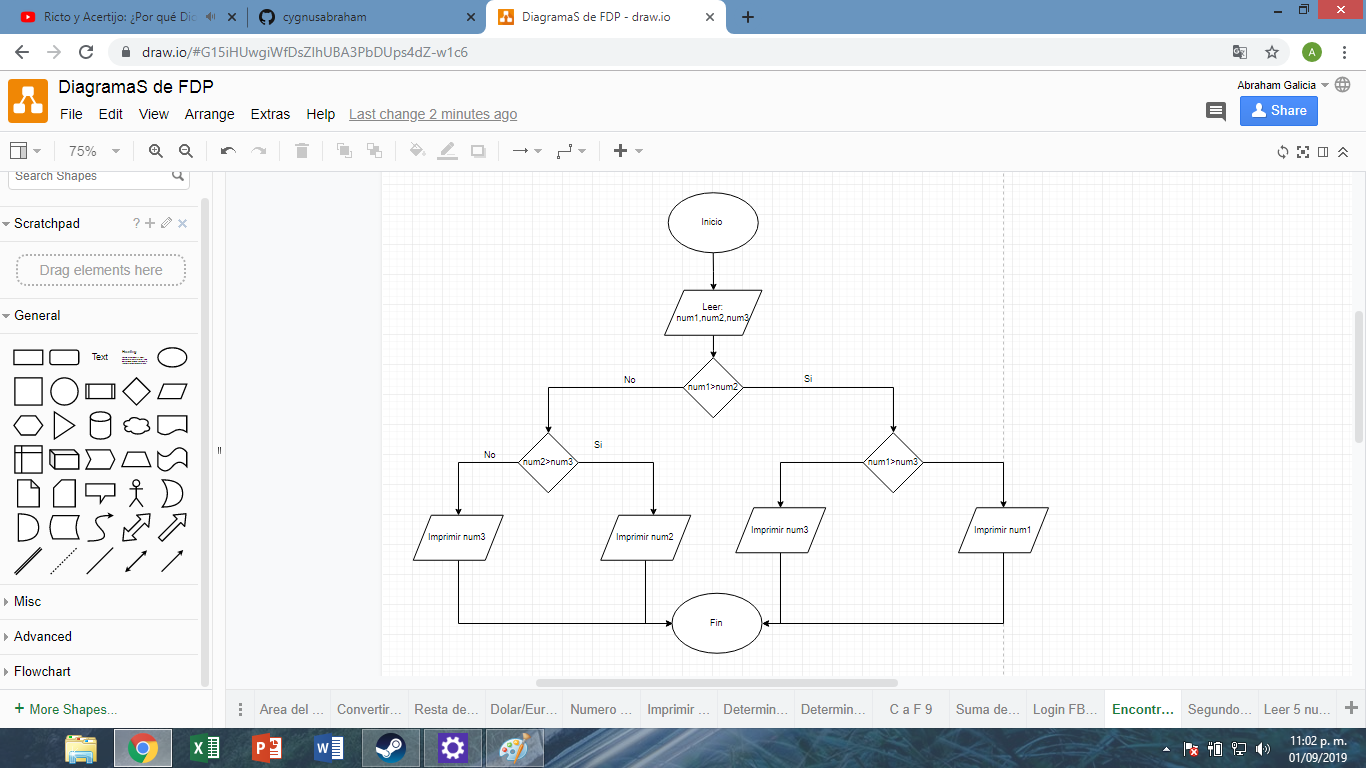 Ricto y Acertijo: ¿Por qué Dic
cygnusabraham
DiagramaS de FDP - draw.io
draw.io/#G15iHUwgiWfDsZIhUBA3PbDUps4dZ-w1c6
A
DiagramaS de FDP
Abraham Galicia
File Edit View Arrange Extras Help Last change 2 minutes ago
Share
75%
Search Shapes
Scratchpad
?
Drag elements here
General
Text
Heading
Misc
Advanced
Flowchart
+ More Shapes...
Inicio
Leer:
num1,num2,num3
num1>num2
No
Si
num2>num3
No
Si
num1>num3
Imprimir num3
Imprimir num2
Imprimir num3
Imprimir num1
Fin
Area del ... Convertir... Resta de... Dolar/Eur... Numero ... Imprimir ... Determin... Determin... C a F 9 Suma de... Login FB... Encontr... Segundo... Leer 5 nu...
11:02 p. m.
01/09/2019